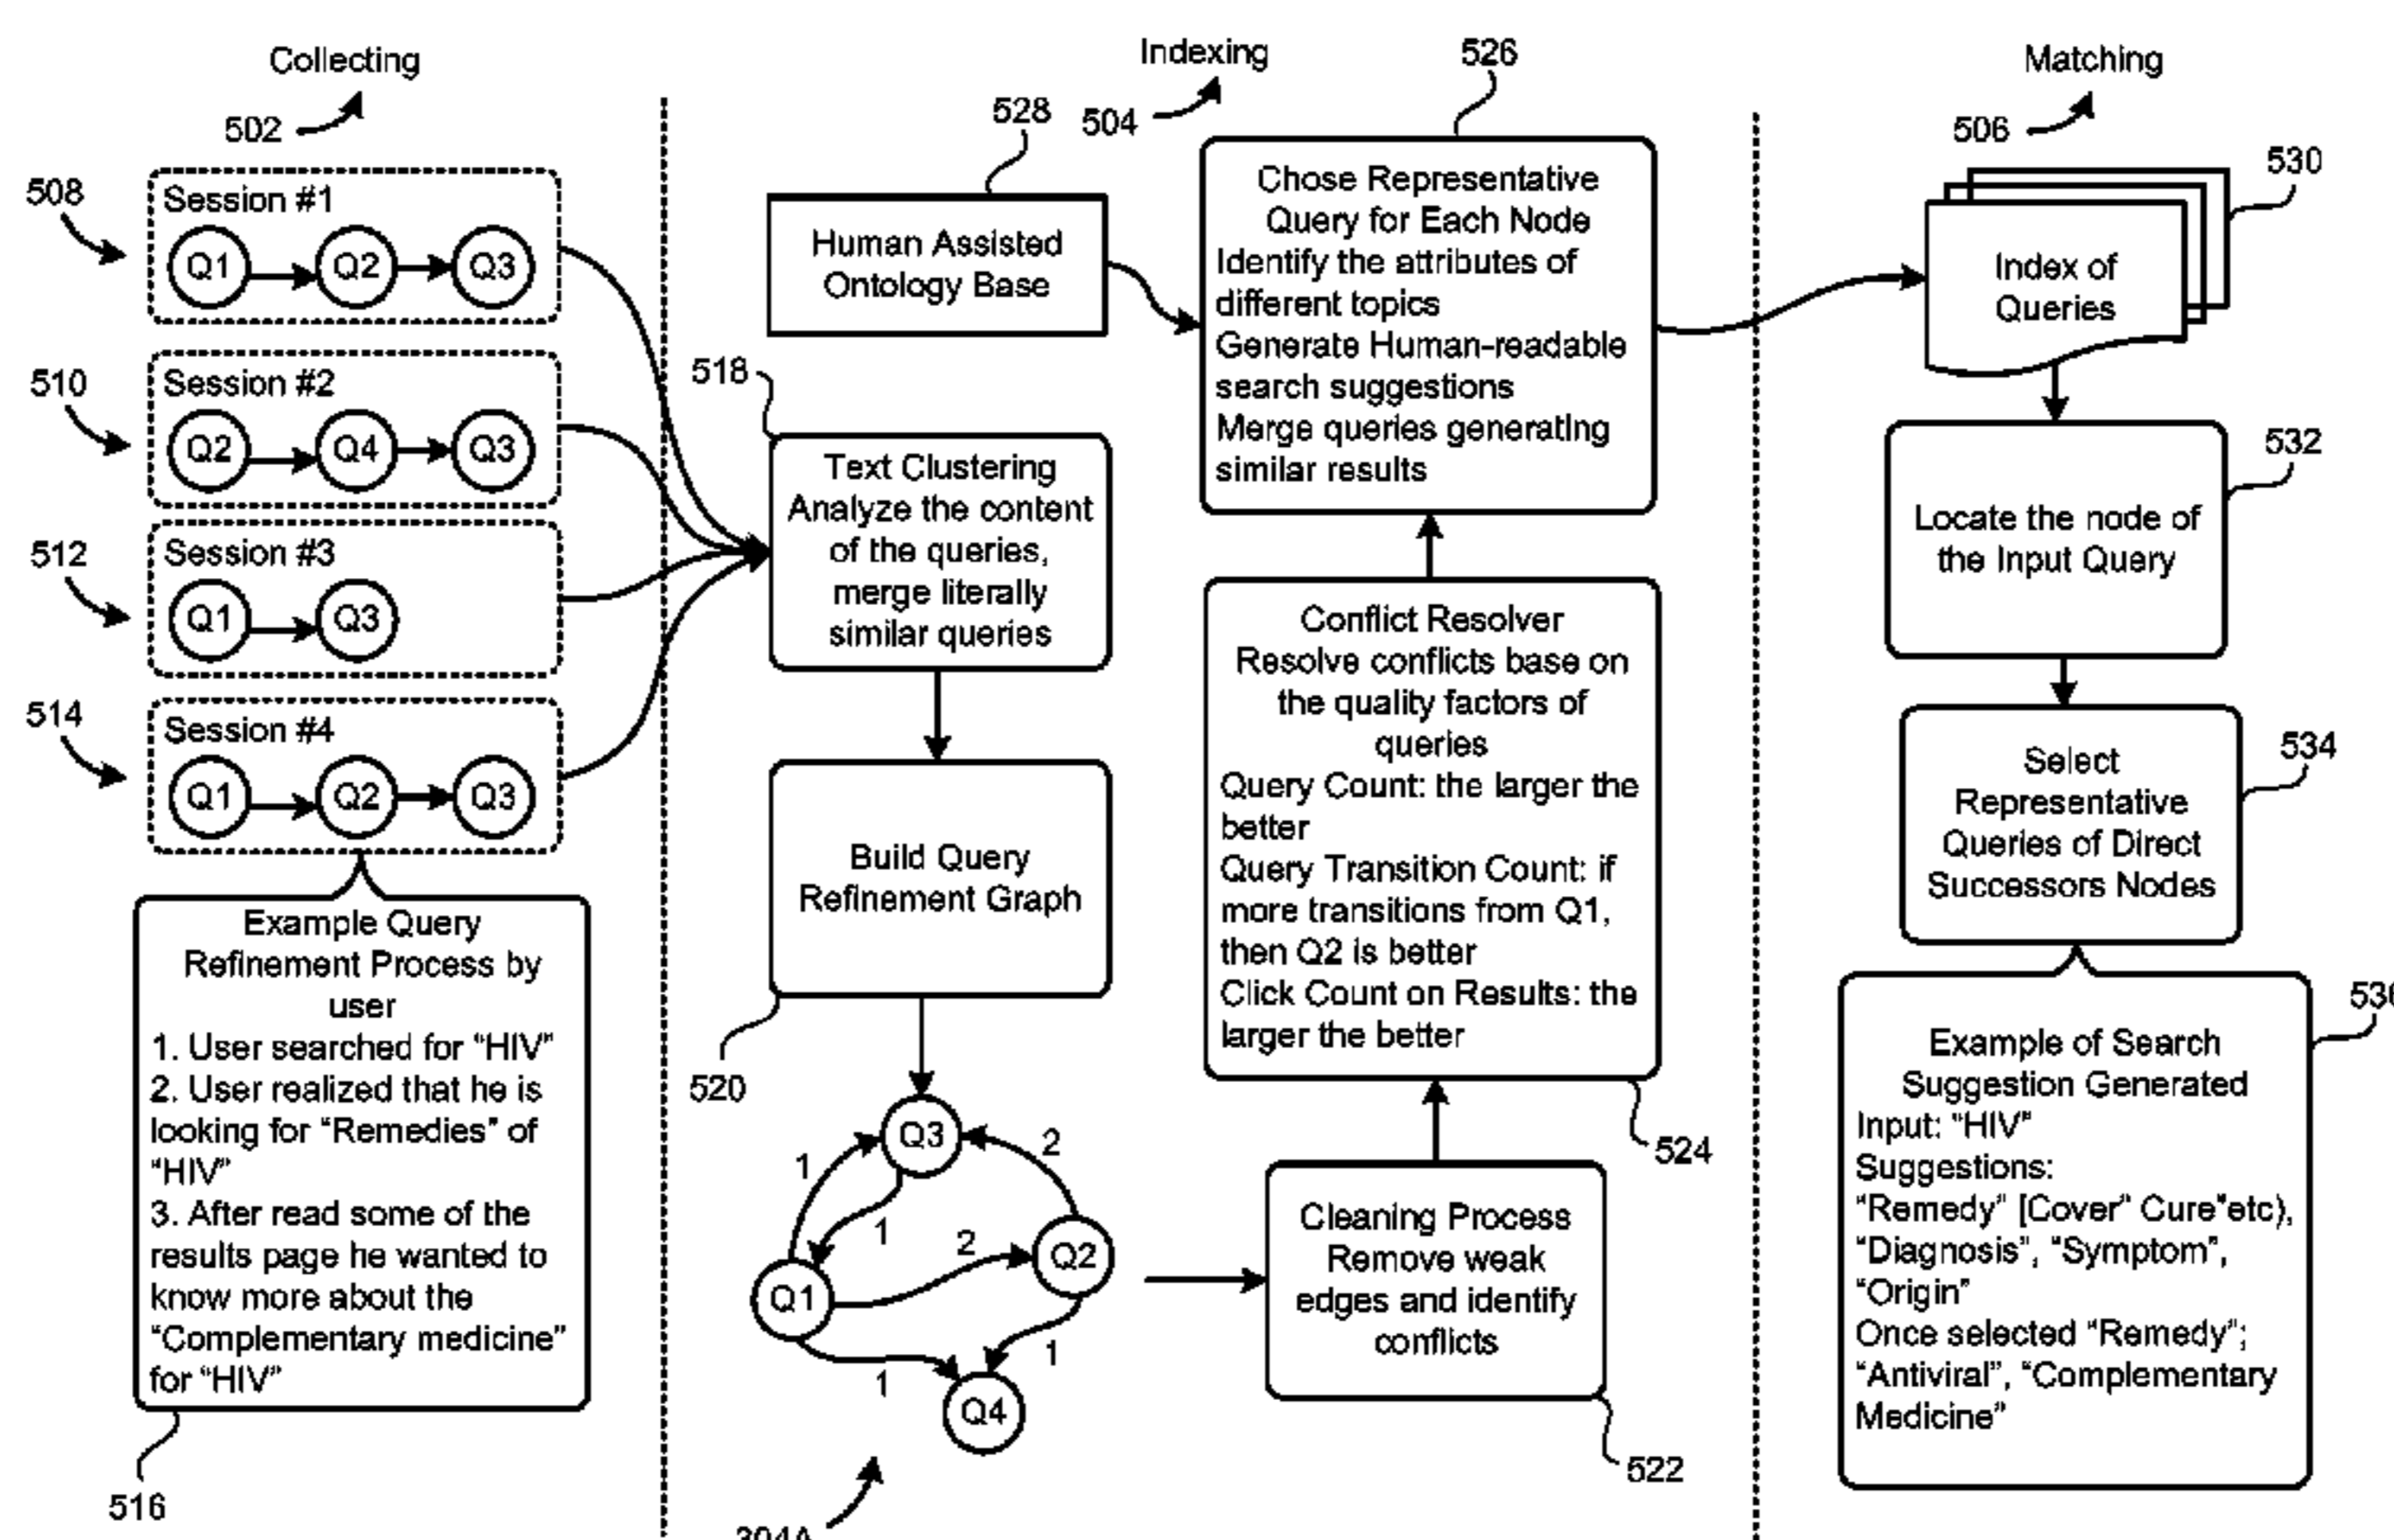 Collecting
502
508
Session #1
Q1
Q2
Q3
510
Session #2
Q2
Q4
Q3
512
Session #3
Q1
Q3
514
Session #4
Q1
Q2
Q3
Example Query
Refinement Process by
user
1. User searched for “HIV”
2. User realized that he is
looking for “Remedies” of
“HIV”
3. After read some of the
results page he wanted to
know more about the
“Complementary medicine”
for “HIV”
516
Indexing
504
528
Human Assisted
Ontology Base
518
Text Clustering
Analyze the content
of the queries,
merge literally
similar queries
Build Query
Refinement Graph
520
Q3
1
2
1
2
Q1
Q2
1
1
Q4
304A
526
Chose Representative
Query for Each Node
Identify the attributes of
different topics
Generate Human-readable
search suggestions
Merge queries generating
similar results
Conflict Resolver
Resolve conflicts base on
the quality factors of
queries
Query Count: the larger the
better
Query Transition Count: if
more transitions from Q1,
then Q2 is better
Click Count on Results: the
larger the better
524
Cleaning Process
Remove weak
edges and identify
conflicts
522
Matching
506
530
Index of
Queries
532
Locate the node of
the Input Query
534
Select
Representative
Queries of Direct
Successors Nodes
Example of Search
Suggestion Generated
Input: “HIV”
Suggestions:
“Remedy” [Cover” Cure”etc),
“Diagnosis”, “Symptom”,
“Origin”
Once selected “Remedy”;
“Antiviral”, “Complementary
Medicine”